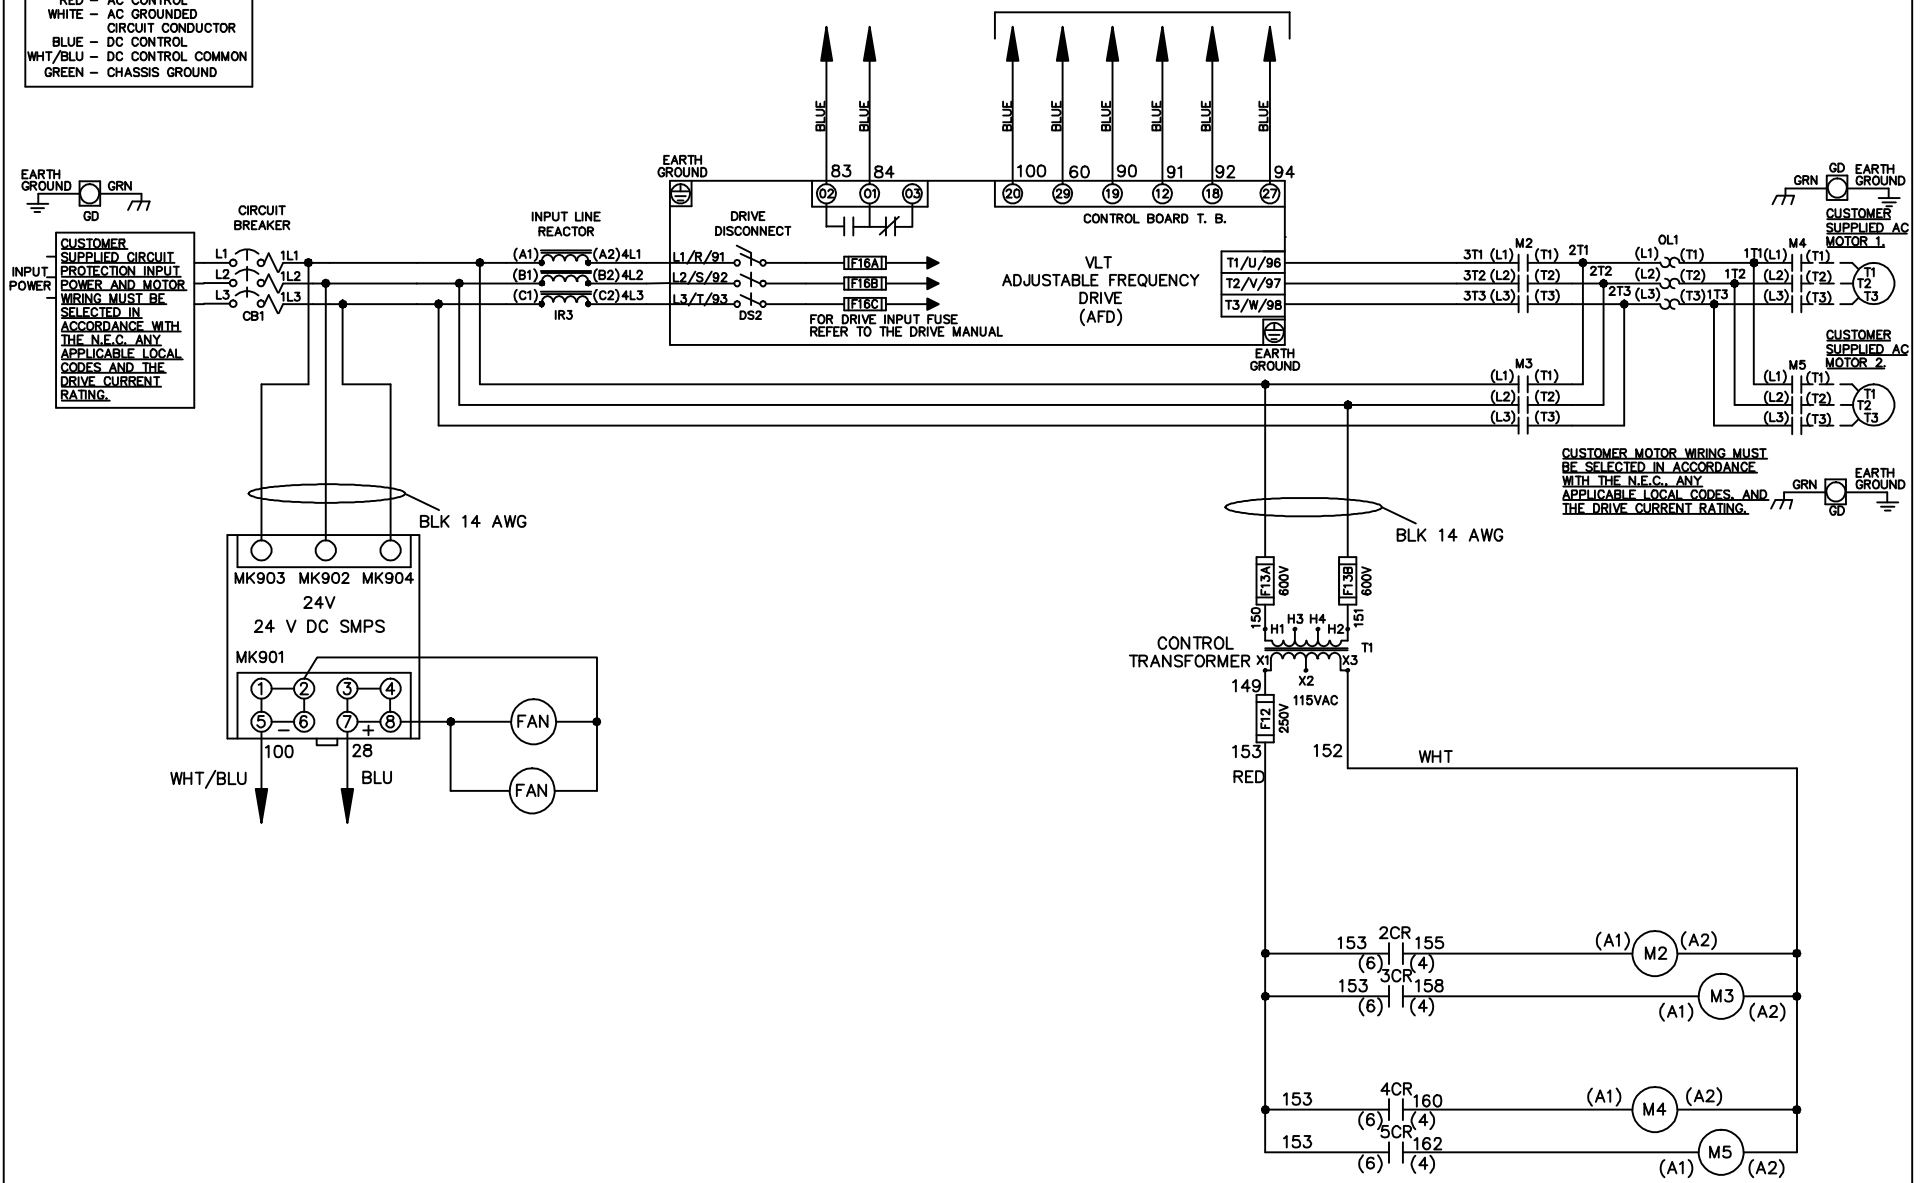 RED – AC CONTROL
WHITE – AC GROUNDED
CIRCUIT CONDUCTOR
BLUE – DC CONTROL
WHT/BLU – DC CONTROL COMMON
GREEN – CHASSIS GROUND
BLUE BLUE BLUE BLUE BLUE BLUE BLUE BLUE
EARTH
GROUND
GRN
GD
EARTH
GROUND
83 84 100 60 90 91 92 94
02 01 03 20 29 19 12 18 27
CONTROL BOARD T. B.
GD EARTH
GRN GROUND
CUSTOMER
SUPPLIED AC
MOTOR 1.
CIRCUIT
BREAKER
INPUT LINE
REACTOR
DRIVE
DISCONNECT
INPUT
POWER
CUSTOMER
SUPPLIED CIRCUIT
PROTECTION INPUT
POWER AND MOTOR
WIRING MUST BE
SELECTED IN
ACCORDANCE WITH
THE N.E.C. ANY
APPLICABLE LOCAL
CODES AND THE
DRIVE CURRENT
RATING.
L1 1L1 (A1) (A2) 4L1 L1/R/91 F16A
L2 1L2 (B1) (B2) 4L2 L2/S/92 F16B
L3 1L3 (C1) (C2) 4L3 L3/T/93 F16C
CB1 IR3 DS2
FOR DRIVE INPUT FUSE
REFER TO THE DRIVE MANUAL
VLT
ADJUSTABLE FREQUENCY
DRIVE
(AFD)
T1/U/96
T2/V/97
T3/W/98
EARTH
GROUND
M2 OL1 M4
3T1 (L1) (T1) 2T1 (L1) (T1) 1T1 (L1) (T1) T1
3T2 (L2) (T2) 2T2 (L2) (T2) 1T2 (L2) (T2) T2
3T3 (L3) (T3) 2T3 (L3) (T3) 1T3 (L3) (T3) T3
CUSTOMER
SUPPLIED AC
MOTOR 2.
M3 M5
(L1) (T1) (L1) (T1) T1
(L2) (T2) (L2) (T2) T2
(L3) (T3) (L3) (T3) T3
CUSTOMER MOTOR WIRING MUST
BE SELECTED IN ACCORDANCE
WITH THE N.E.C., ANY
APPLICABLE LOCAL CODES, AND
THE DRIVE CURRENT RATING.
EARTH
GRN GROUND
GD
BLK 14 AWG
BLK 14 AWG
MK903 MK902 MK904
24V
24 V DC SMPS
MK901
1 2 3 4
5 6 7 8
– +
100 28
WHT/BLU BLU
FAN
FAN
F13A 600V F13B 600V
150 151
H1 H3 H4 H2
T1
CONTROL
TRANSFORMER
X1 X3
X2
149 115VAC
F12 250V
153 152 WHT
RED
2CR
153 155 (A1) M2 (A2)
(6) (4)
3CR
153 158 M3
(6) (4) (A1) (A2)
4CR
153 160 (A1) M4 (A2)
(6) (4)
5CR
153 162 M5
(6) (4) (A1) (A2)